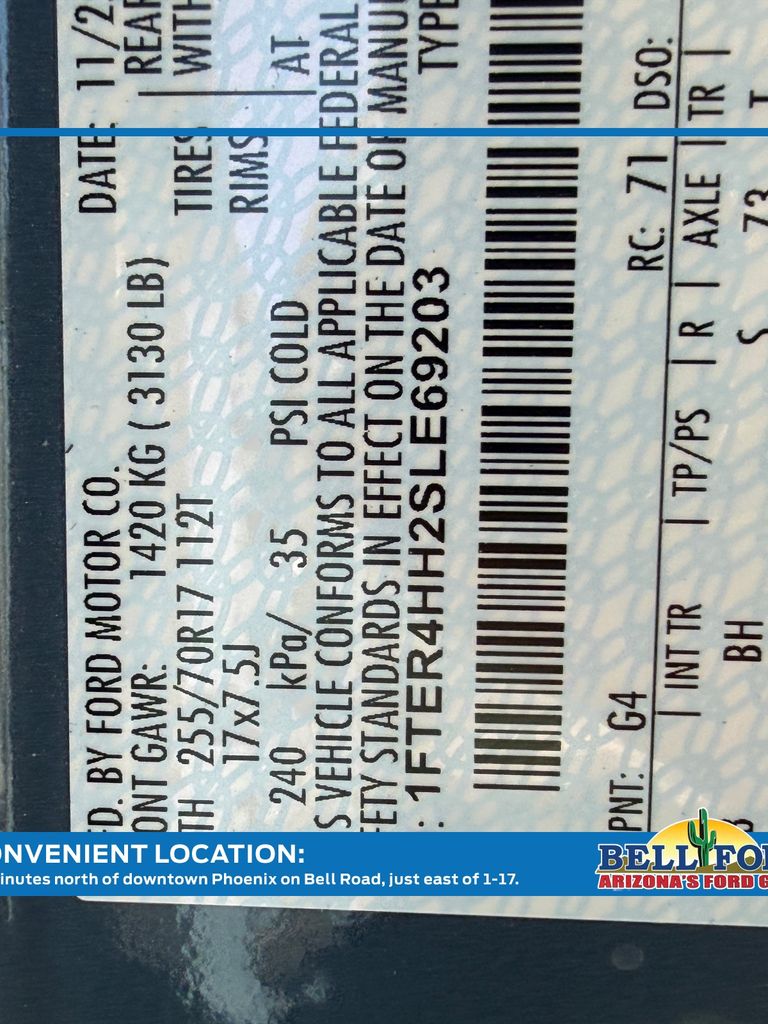 DATE: 11/2
FD. BY FORD MOTOR CO.
ONT GAWR: 1420 KG ( 3130 LB)
REAR
TH 255/70R17 112T TIRES WITH
17x7.5J RIMS
240 kPa/ 35 PSI COLD AT
S VEHICLE CONFORMS TO ALL APPLICABLE FEDERAL
FETY STANDARDS IN EFFECT ON THE DATE OF MANU
: 1FTER4HH2SLE69203 TYPE
PNT: G4 RC: 71 DSO:
INT TR TP/PS R AXLE TR
BH S 73 T
ONVENIENT LOCATION:
inutes north of downtown Phoenix on Bell Road, just east of 1-17.
BELL FO
ARIZONA'S FORD G